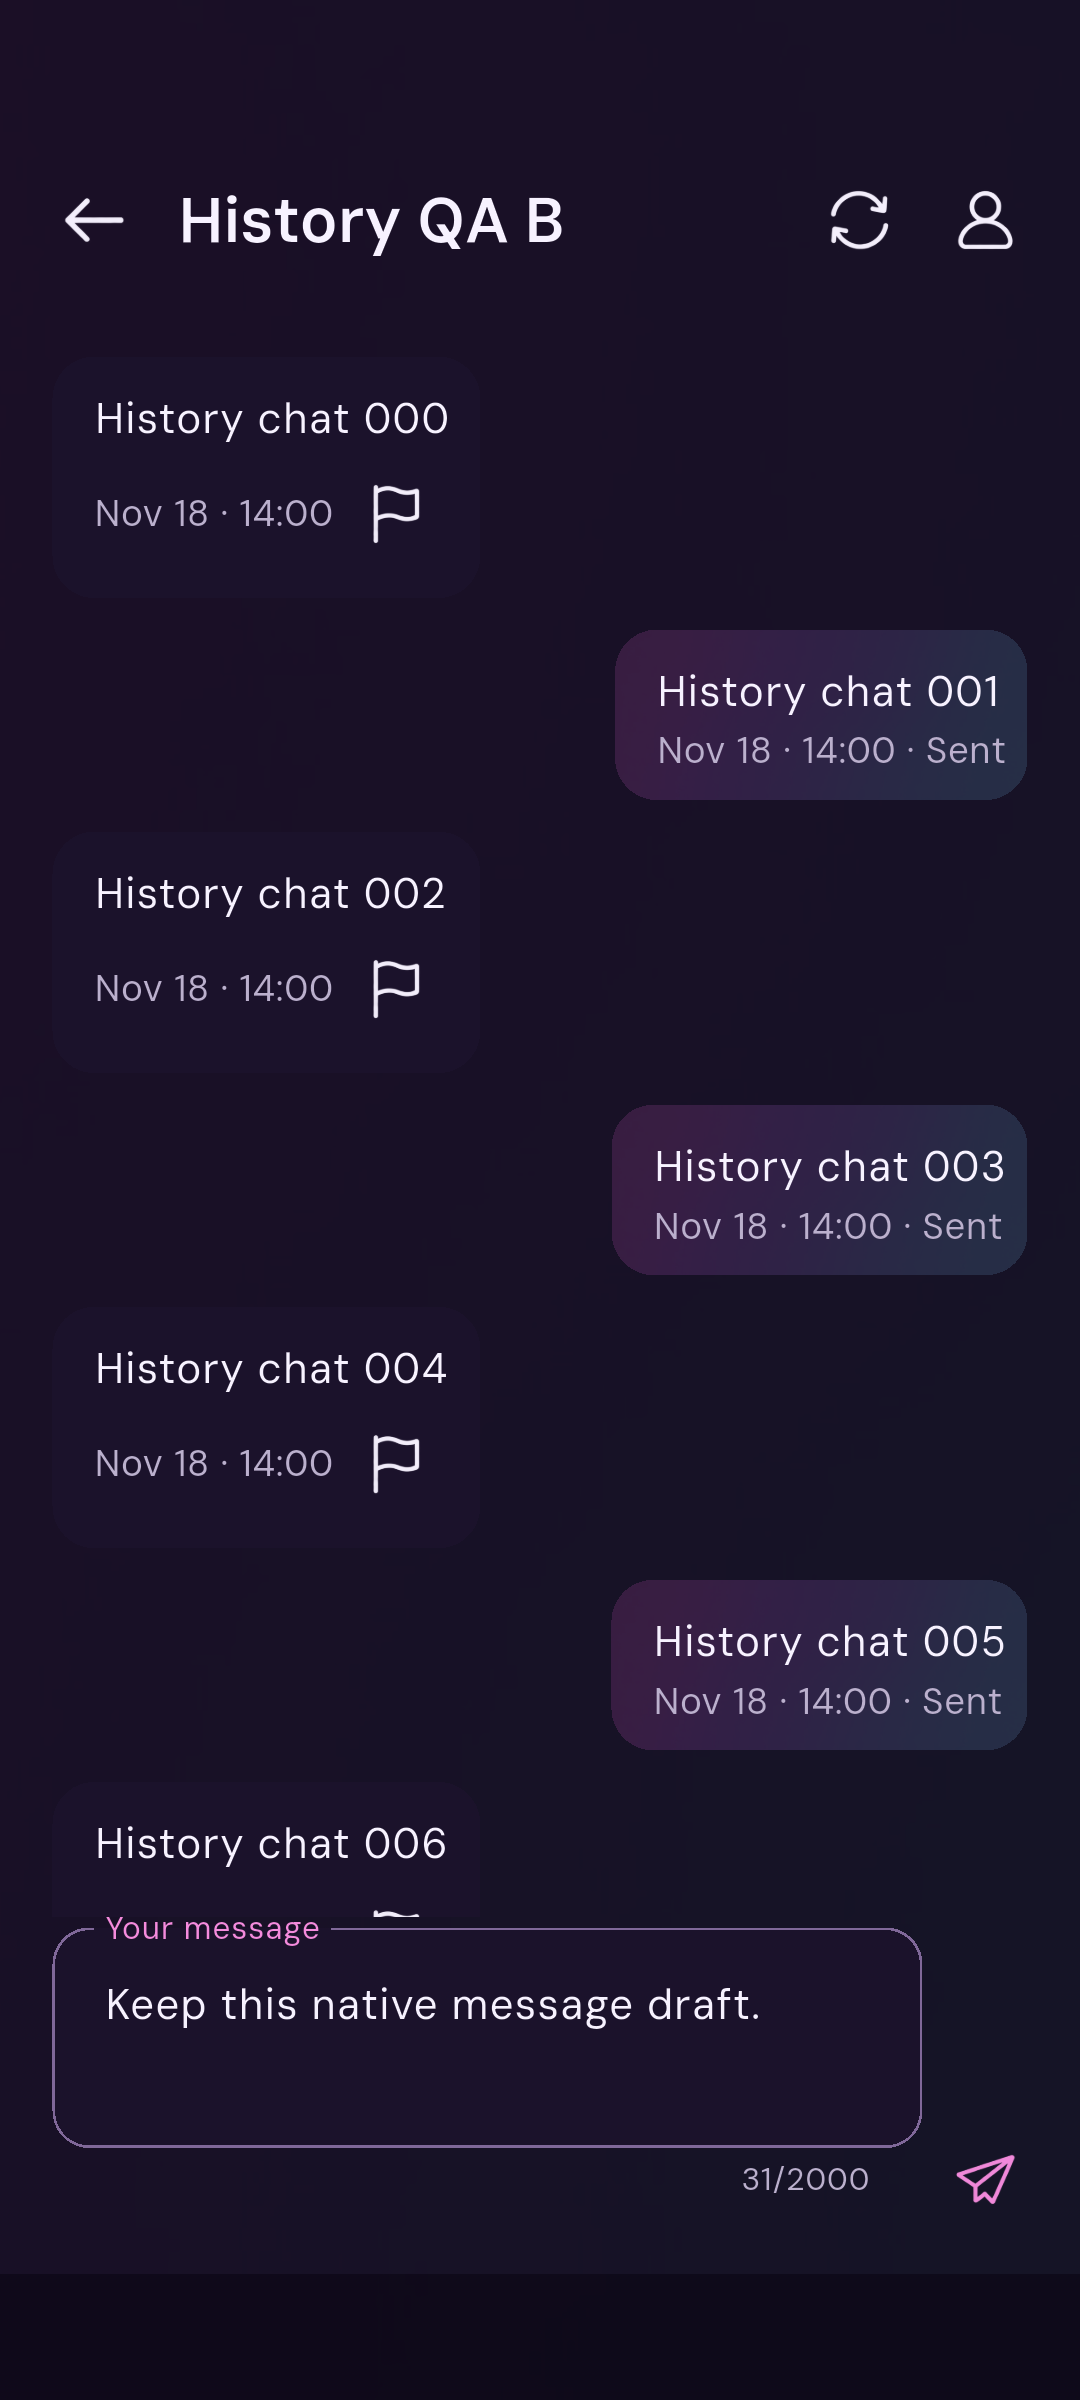 History QA B
History chat 000
Nov 18 · 14:00
History chat 001
Nov 18 · 14:00 · Sent
History chat 002
Nov 18 · 14:00
History chat 003
Nov 18 · 14:00 · Sent
History chat 004
Nov 18 · 14:00
History chat 005
Nov 18 · 14:00 · Sent
History chat 006
Your message
Keep this native message draft.
31/2000